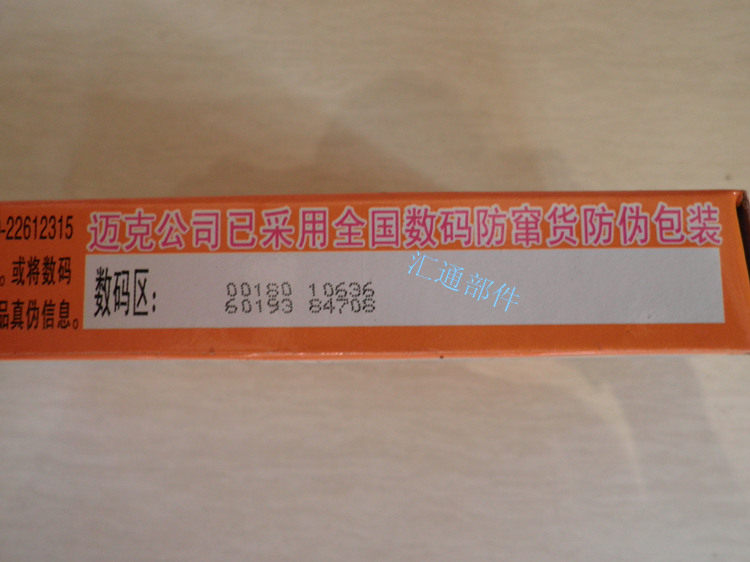 迈克公司已采用全国数码防窜货防伪包装
-22612315
。或将数码
品真伪信息。
数码区:
00180 10636
60193 84708
汇通部件